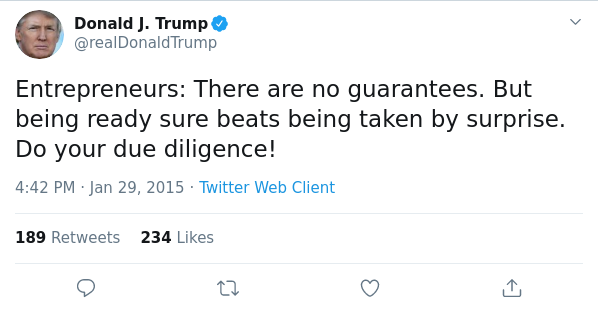 Donald J. Trump
@realDonaldTrump
Entrepreneurs: There are no guarantees. But
being ready sure beats being taken by surprise.
Do your due diligence!
4:42 PM · Jan 29, 2015 · Twitter Web Client
189 Retweets 234 Likes